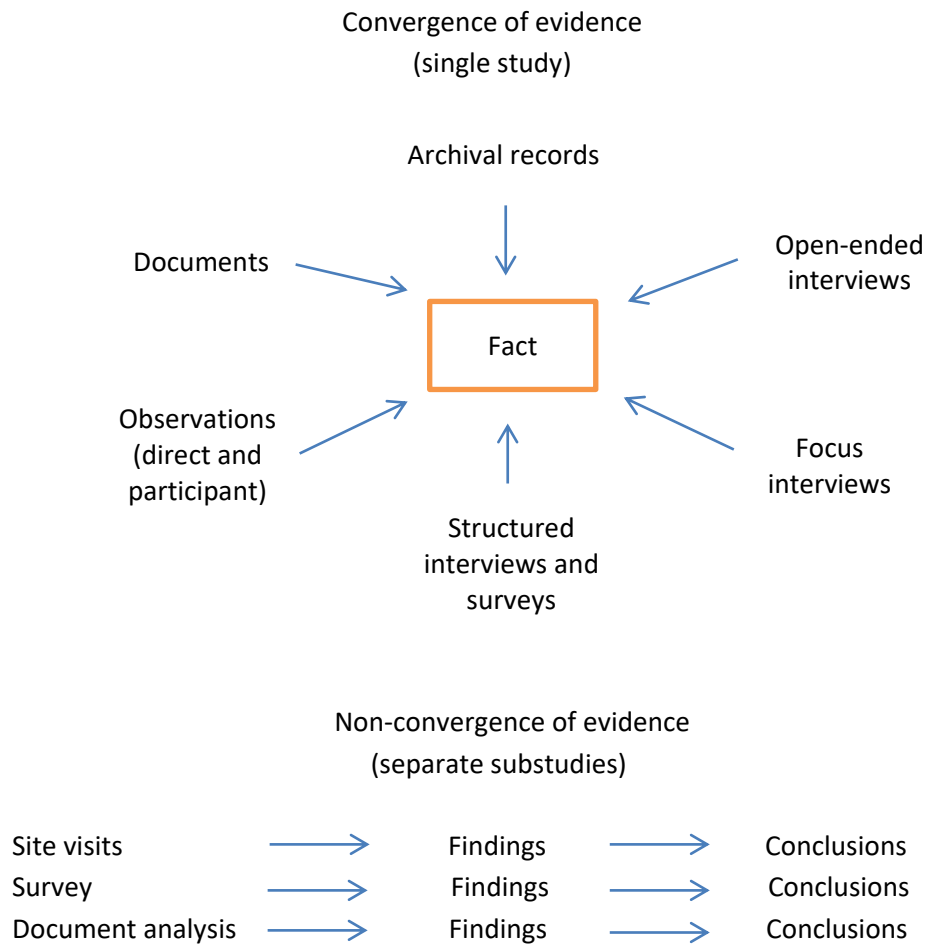 Convergence of evidence
(single study)
Archival records
Documents
Open-ended
interviews
Fact
Observations
(direct and
participant)
Focus
interviews
Structured
interviews and
surveys
Non-convergence of evidence
(separate substudies)
Site visits Findings Conclusions
Survey Findings Conclusions
Document analysis Findings Conclusions